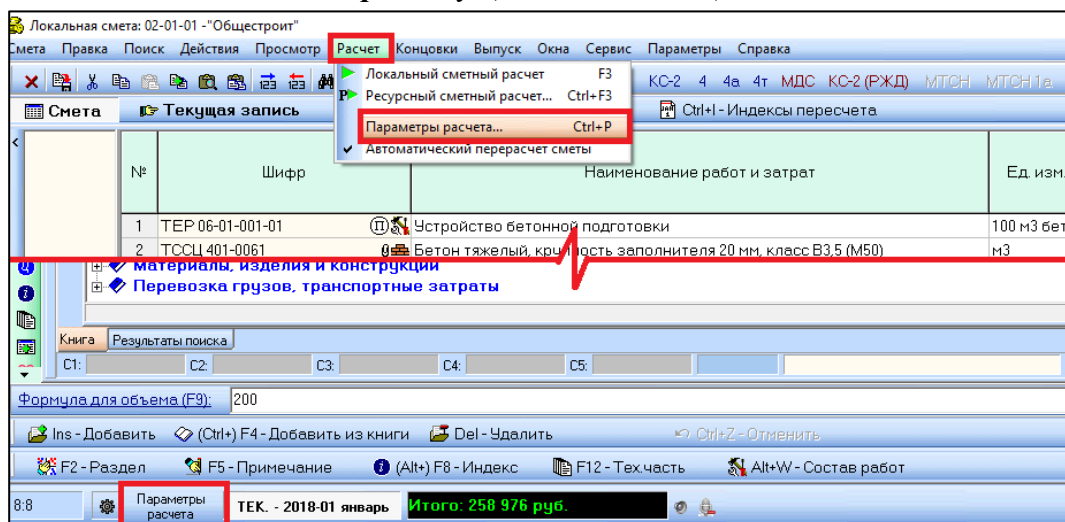 Локальная смета: 02-01-01 -"Общестроит"
Смета Правка Поиск Действия Просмотр Расчет Концовки Выпуск Окна Сервис Параметры Справка
Локальный сметный расчет F3
КС-2 4 4а 4т МДС КС-2 (РЖД) МТСН МТСН1а
Ресурсный сметный расчет... Ctrl+F3
Смета Текущая запись Ctrl+I - Индексы пересчета
Параметры расчета... Ctrl+P
Автоматический перерасчет сметы
№ Шифр Наименование работ и затрат Ед. изм.
1 ТЕР 06-01-001-01 П Устройство бетонной подготовки 100 м3 бет
2 ТССЦ 401-0061 Бетон тяжелый, крупность заполнителя 20 мм, класс В3,5 (М50) м3
Материалы, изделия и конструкции
Перевозка грузов, транспортные затраты
Книга Результаты поиска
С1: С2: С3: С4: С5:
Формула для объема (F9): 200
Ins - Добавить (Ctrl+) F4 - Добавить из книги Del - Удалить Ctrl+Z - Отменить
F2 - Раздел F5 - Примечание (Alt+) F8 - Индекс F12 - Тех.часть Alt+W - Состав работ
8:8 Параметры расчета ТЕК. - 2018-01 январь Итого: 258 976 руб.